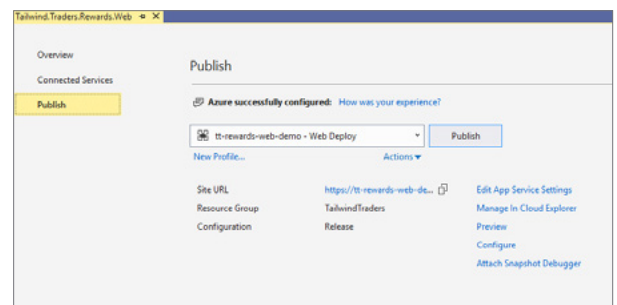 Tailwind.Traders.Rewards.Web
Overview
Connected Services
Publish
Publish
Azure successfully configured: How was your experience?
tt-rewards-web-demo - Web Deploy
Publish
New Profile...
Actions
Site URL
https://tt-rewards-web-de...
Edit App Service Settings
Resource Group
TailwindTraders
Manage In Cloud Explorer
Configuration
Release
Preview
Configure
Attach Snapshot Debugger